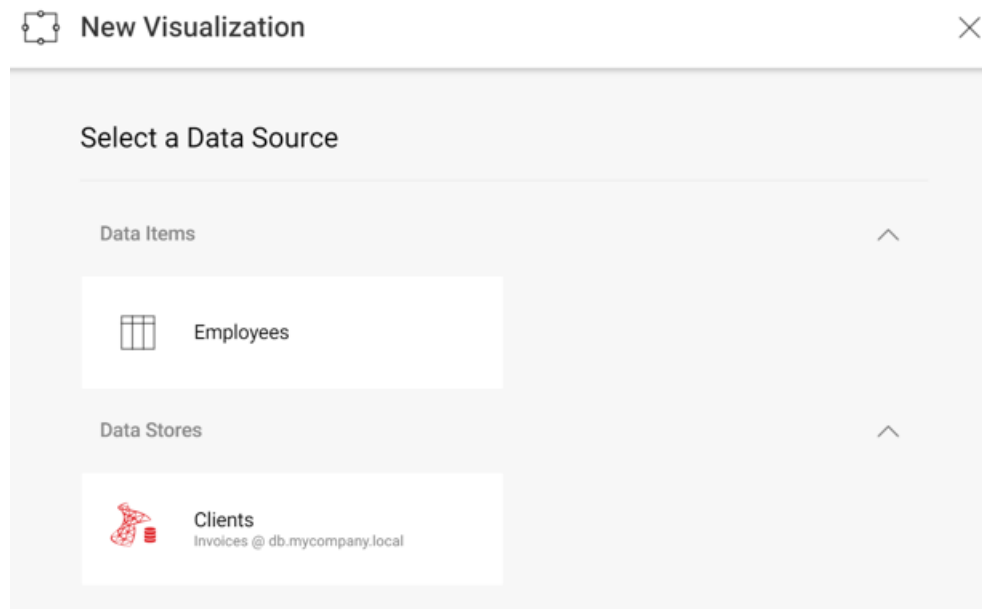 New Visualization
Select a Data Source
Data Items
Employees
Data Stores
Clients
Invoices @ db.mycompany.local